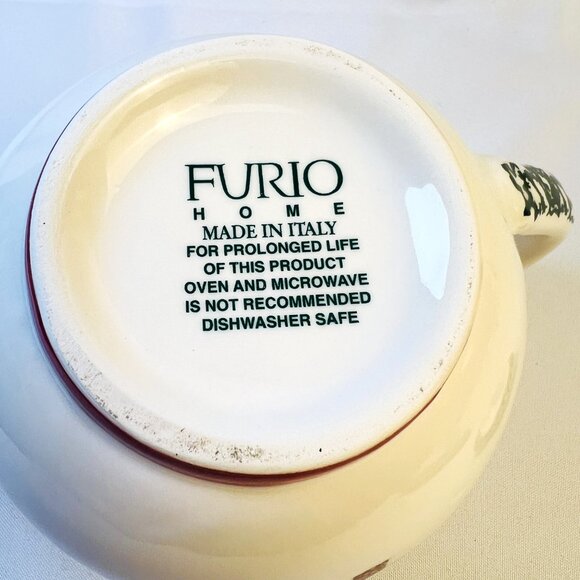 FURIO
HOME
MADE IN ITALY
FOR PROLONGED LIFE
OF THIS PRODUCT
OVEN AND MICROWAVE
IS NOT RECOMMENDED
DISHWASHER SAFE